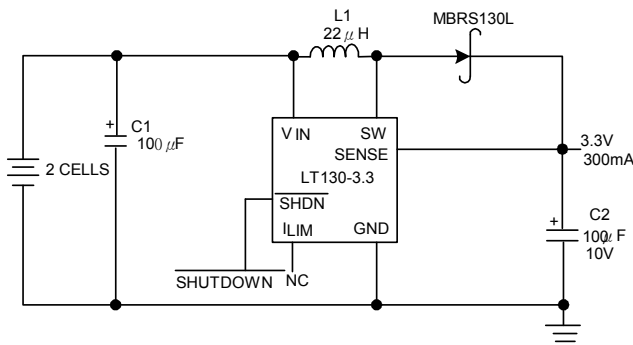 L1
22μH
MBRS130L
C1
+
100μF
2 CELLS
VIN
SW
SENSE
LT130-3.3
SHDN
ILIM
GND
SHUTDOWN
NC
3.3V
300mA
C2
+
100μF
10V